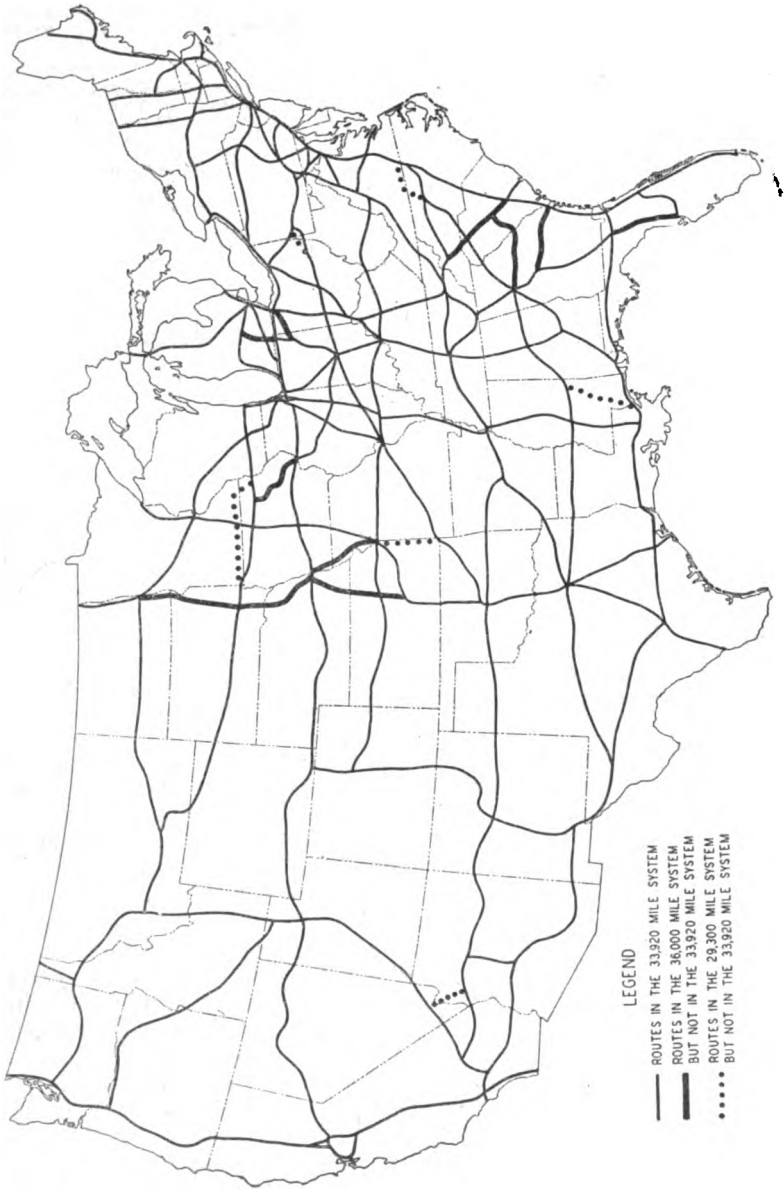 LEGEND
ROUTES IN THE 33,920 MILE SYSTEM
ROUTES IN THE 36,000 MILE SYSTEM
BUT NOT IN THE 33,920 MILE SYSTEM
ROUTES IN THE 29,300 MILE SYSTEM
BUT NOT IN THE 33,920 MILE SYSTEM